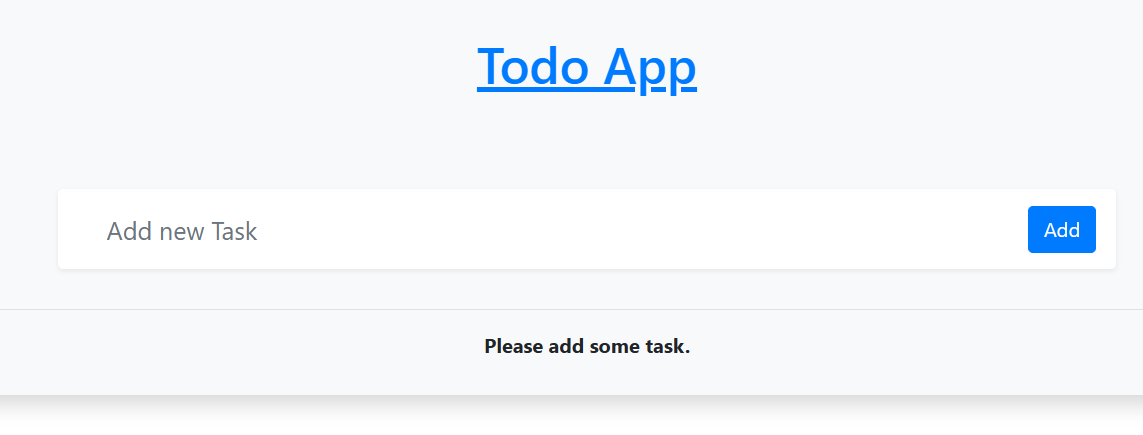 Todo App
Add new Task
Add
Please add some task.